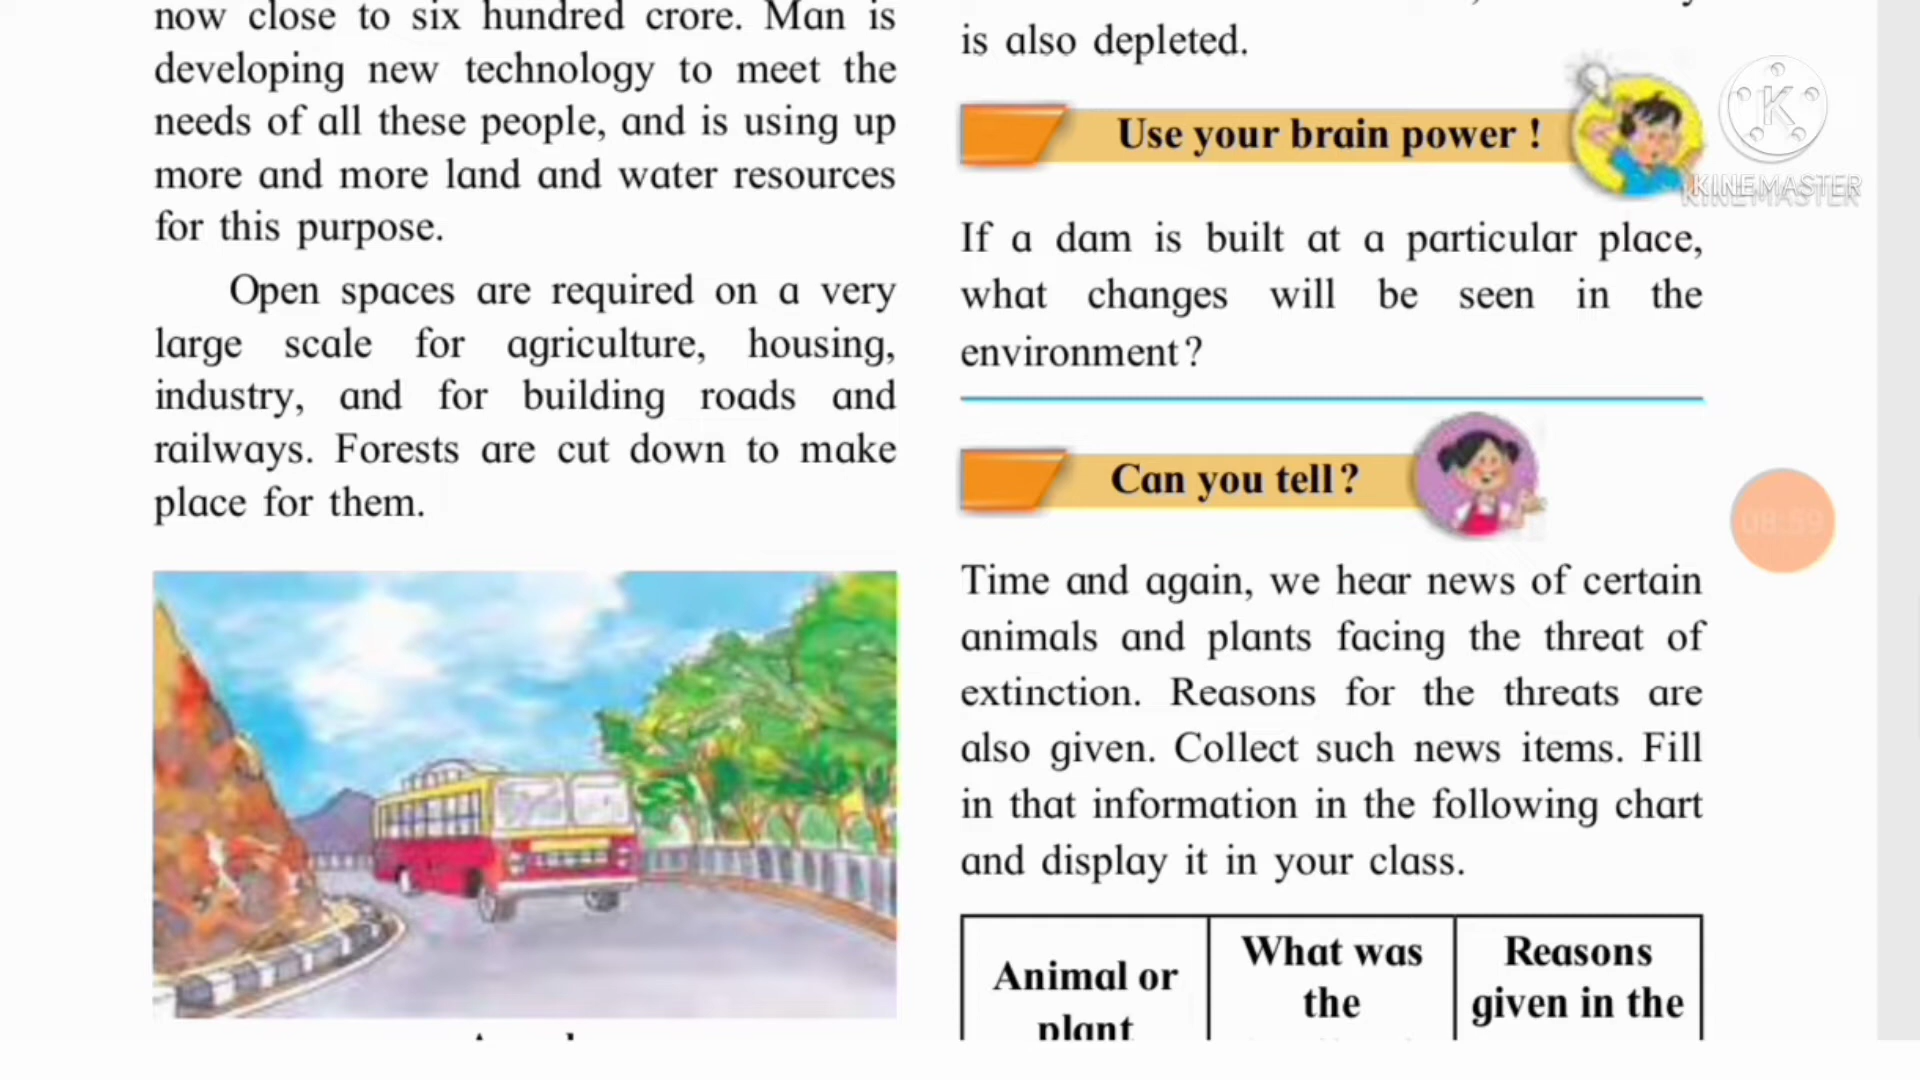 now close to six hundred crore. Man is
developing new technology to meet the
needs of all these people, and is using up
more and more land and water resources
for this purpose.
Open spaces are required on a very
large scale for agriculture, housing,
industry, and for building roads and
railways. Forests are cut down to make
place for them.
is also depleted.
Use your brain power !
If a dam is built at a particular place,
what changes will be seen in the
environment?
Can you tell?
Time and again, we hear news of certain
animals and plants facing the threat of
extinction. Reasons for the threats are
also given. Collect such news items. Fill
in that information in the following chart
and display it in your class.
Animal or
plant
What was
the
Reasons
given in the
K
KINEMASTER
08:59